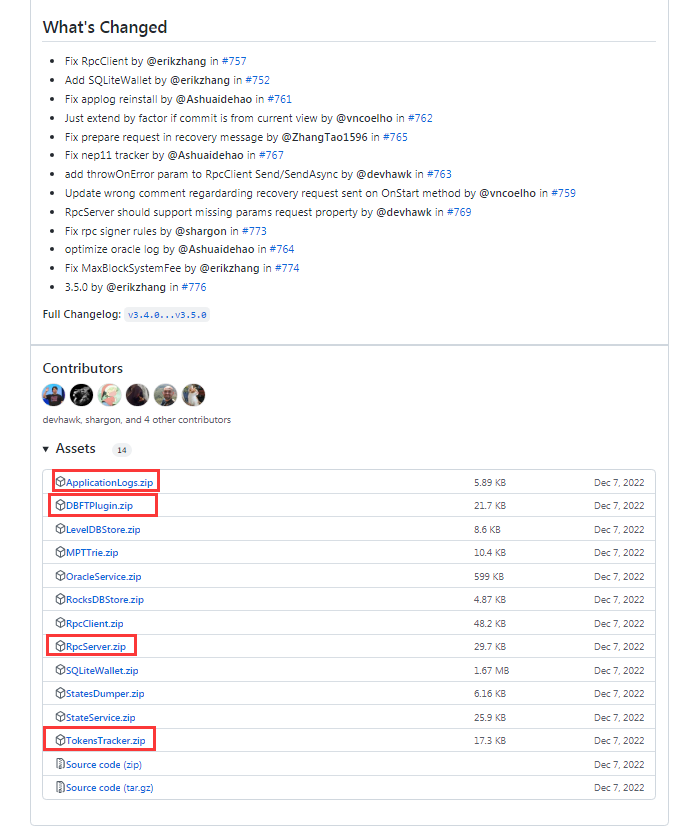 What's Changed
Fix RpcClient by @erikzhang in #757
Add SQLiteWallet by @erikzhang in #752
Fix applog reinstall by @Ashuaidehao in #761
Just extend by factor if commit is from current view by @vncoelho in #762
Fix prepare request in recovery message by @ZhangTao1596 in #765
Fix nep11 tracker by @Ashuaidehao in #767
add throwOnError param to RpcClient Send/SendAsync by @devhawk in #763
Update wrong comment regardarding recovery request sent on OnStart method by @vncoelho in #759
RpcServer should support missing params request property by @devhawk in #769
Fix rpc signer rules by @shargon in #773
optimize oracle log by @Ashuaidehao in #764
Fix MaxBlockSystemFee by @erikzhang in #774
3.5.0 by @erikzhang in #776
Full Changelog: v3.4.0...v3.5.0
Contributors
devhawk, shargon, and 4 other contributors
Assets 14
ApplicationLogs.zip 5.89 KB Dec 7, 2022
DBFTPlugin.zip 21.7 KB Dec 7, 2022
LevelDBStore.zip 8.6 KB Dec 7, 2022
MPTTrie.zip 10.4 KB Dec 7, 2022
OracleService.zip 599 KB Dec 7, 2022
RocksDBStore.zip 4.87 KB Dec 7, 2022
RpcClient.zip 48.2 KB Dec 7, 2022
RpcServer.zip 29.7 KB Dec 7, 2022
SQLiteWallet.zip 1.67 MB Dec 7, 2022
StatesDumper.zip 6.16 KB Dec 7, 2022
StateService.zip 25.9 KB Dec 7, 2022
TokensTracker.zip 17.3 KB Dec 7, 2022
Source code (zip) Dec 7, 2022
Source code (tar.gz) Dec 7, 2022